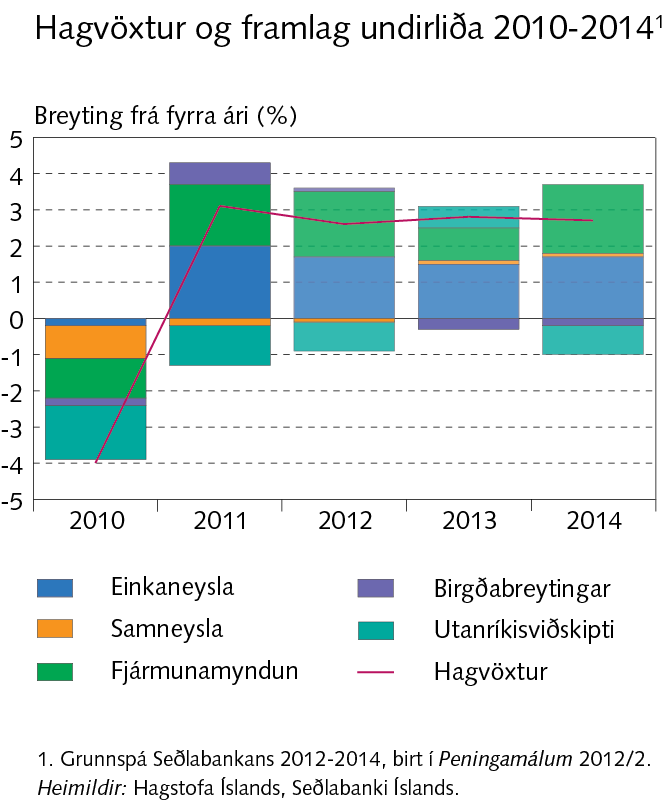 Hagvöxtur og framlag undirliða 2010-2014¹
Breyting frá fyrra ári (%)
5
4
3
2
1
0
-1
-2
-3
-4
-5
2010 2011 2012 2013 2014
Einkaneysla
Samneysla
Fjármunamyndun
Birgðabreytingar
Utanríkisviðskipti
Hagvöxtur
1. Grunnspá Seðlabankans 2012-2014, birt í Peningamálum 2012/2.
Heimildir: Hagstofa Íslands, Seðlabanki Íslands.